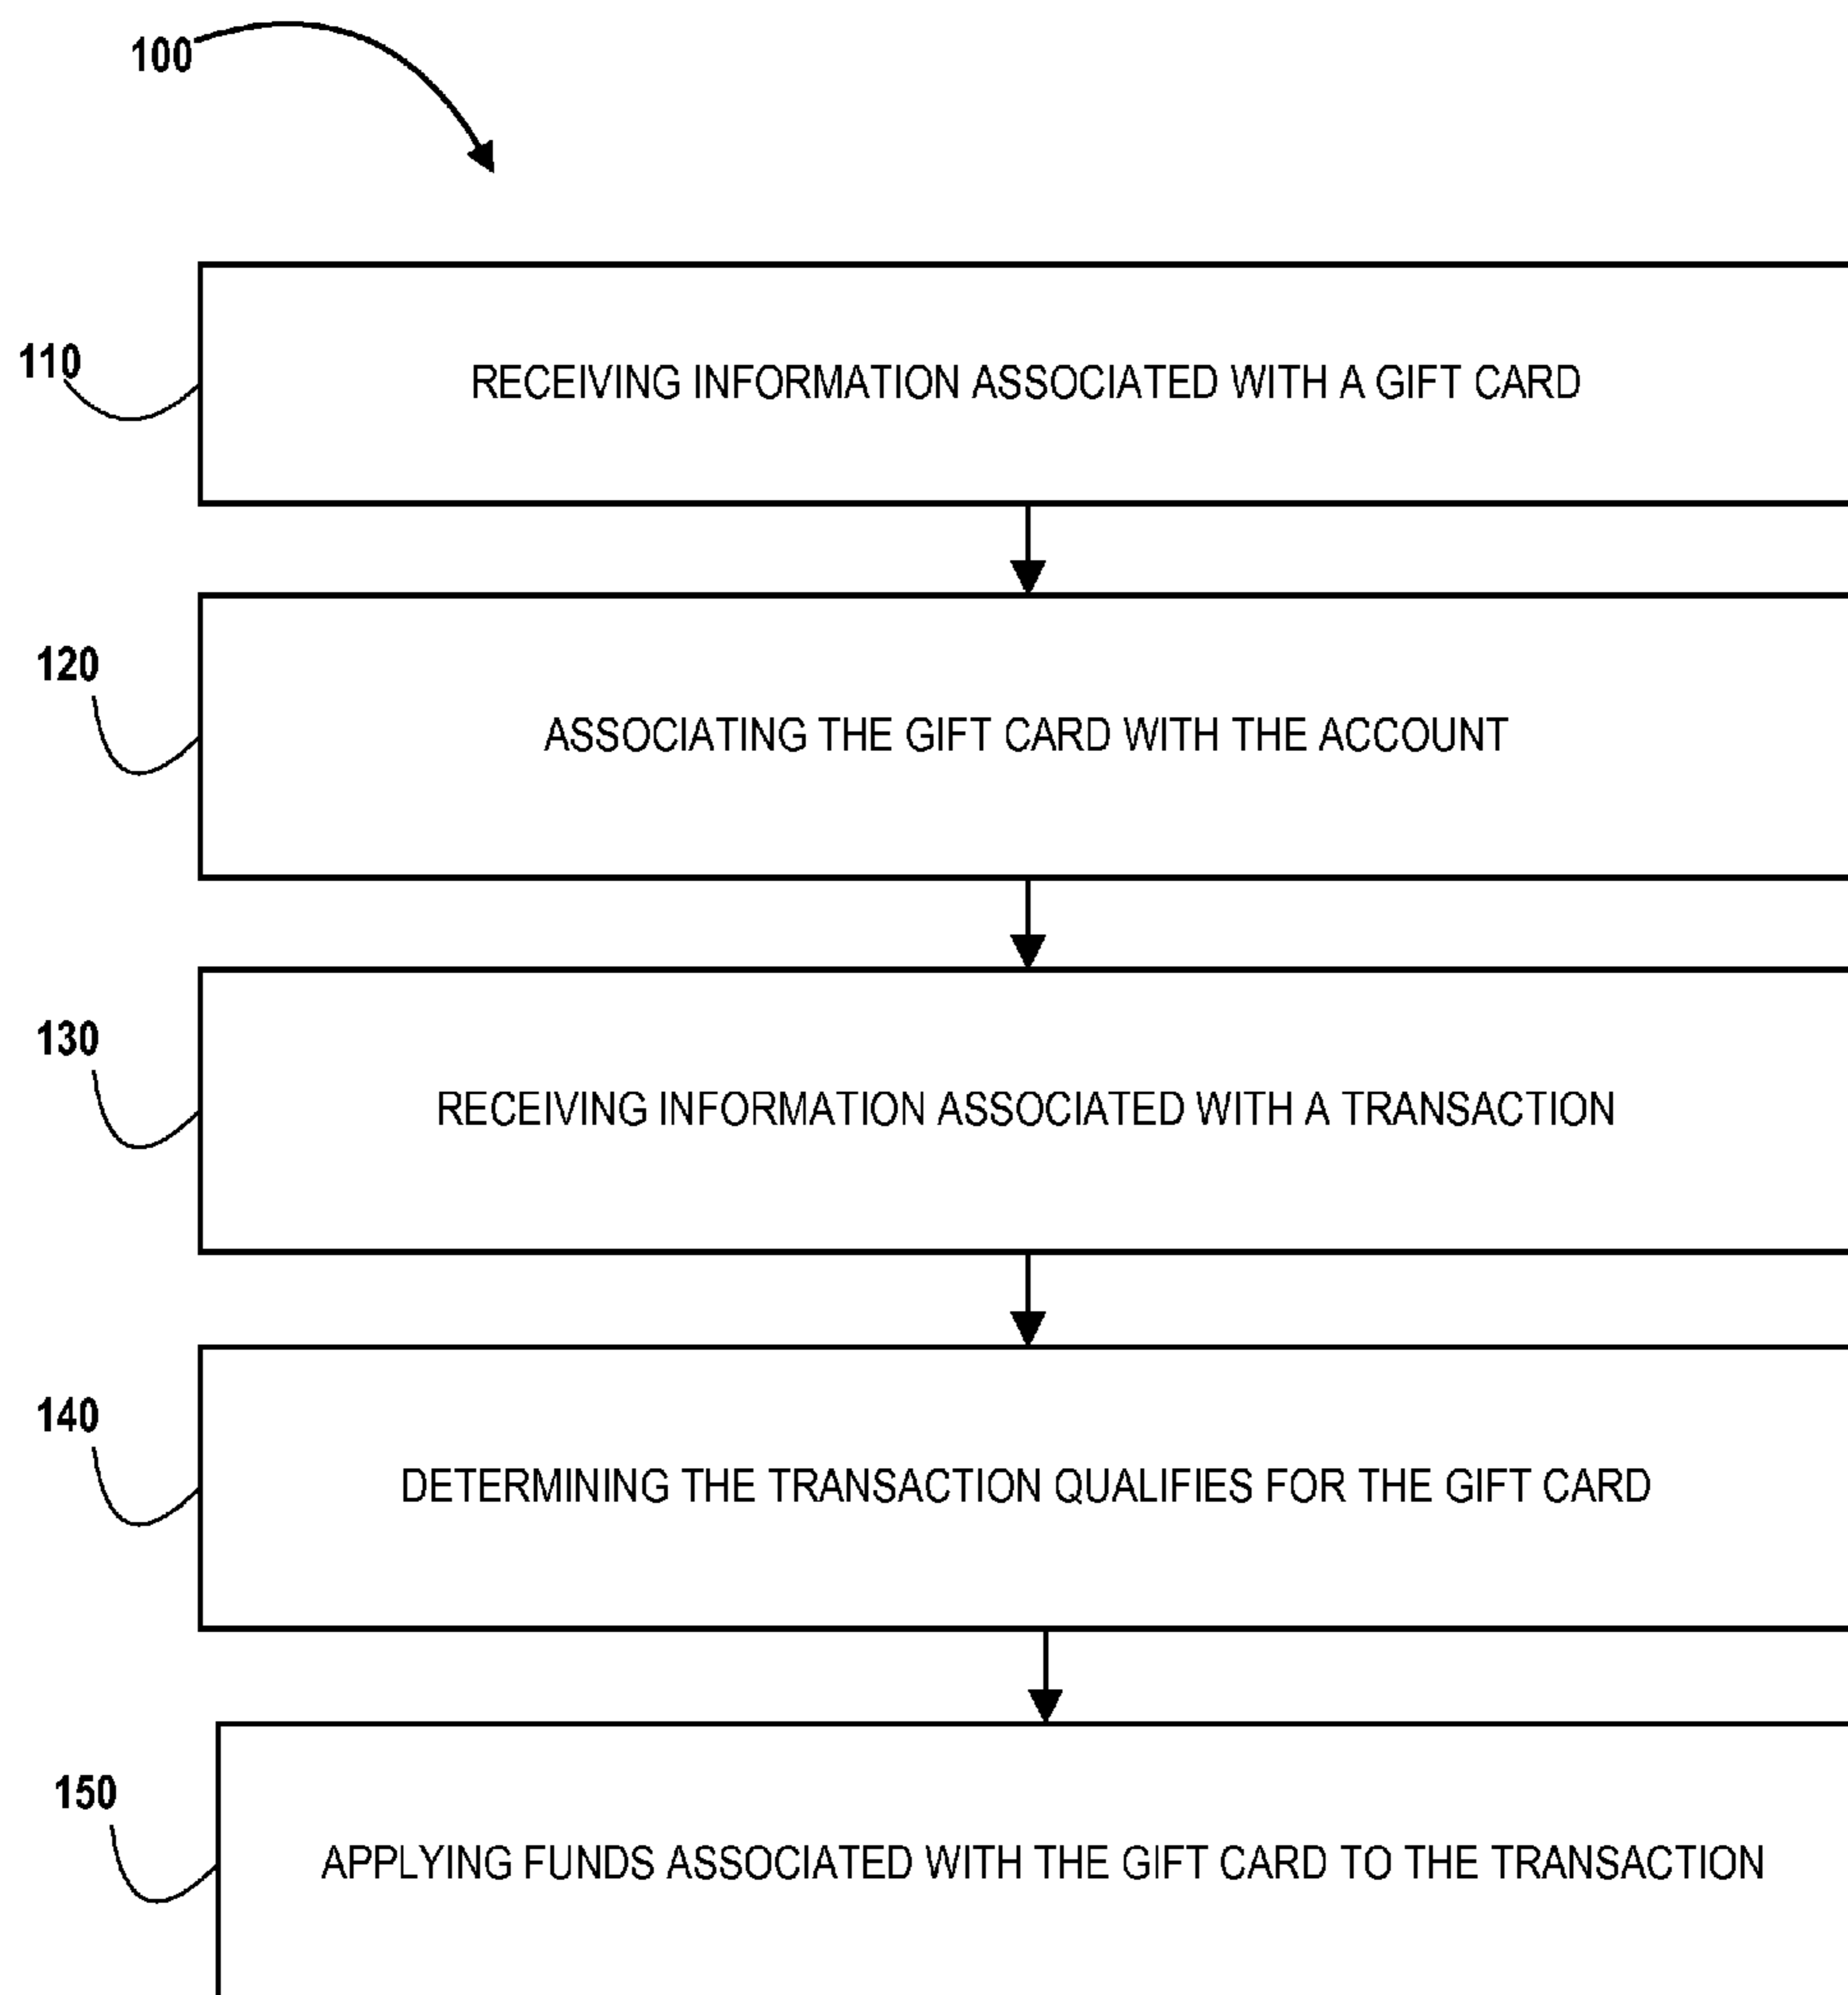 100
110
RECEIVING INFORMATION ASSOCIATED WITH A GIFT CARD
120
ASSOCIATING THE GIFT CARD WITH THE ACCOUNT
130
RECEIVING INFORMATION ASSOCIATED WITH A TRANSACTION
140
DETERMINING THE TRANSACTION QUALIFIES FOR THE GIFT CARD
150
APPLYING FUNDS ASSOCIATED WITH THE GIFT CARD TO THE TRANSACTION